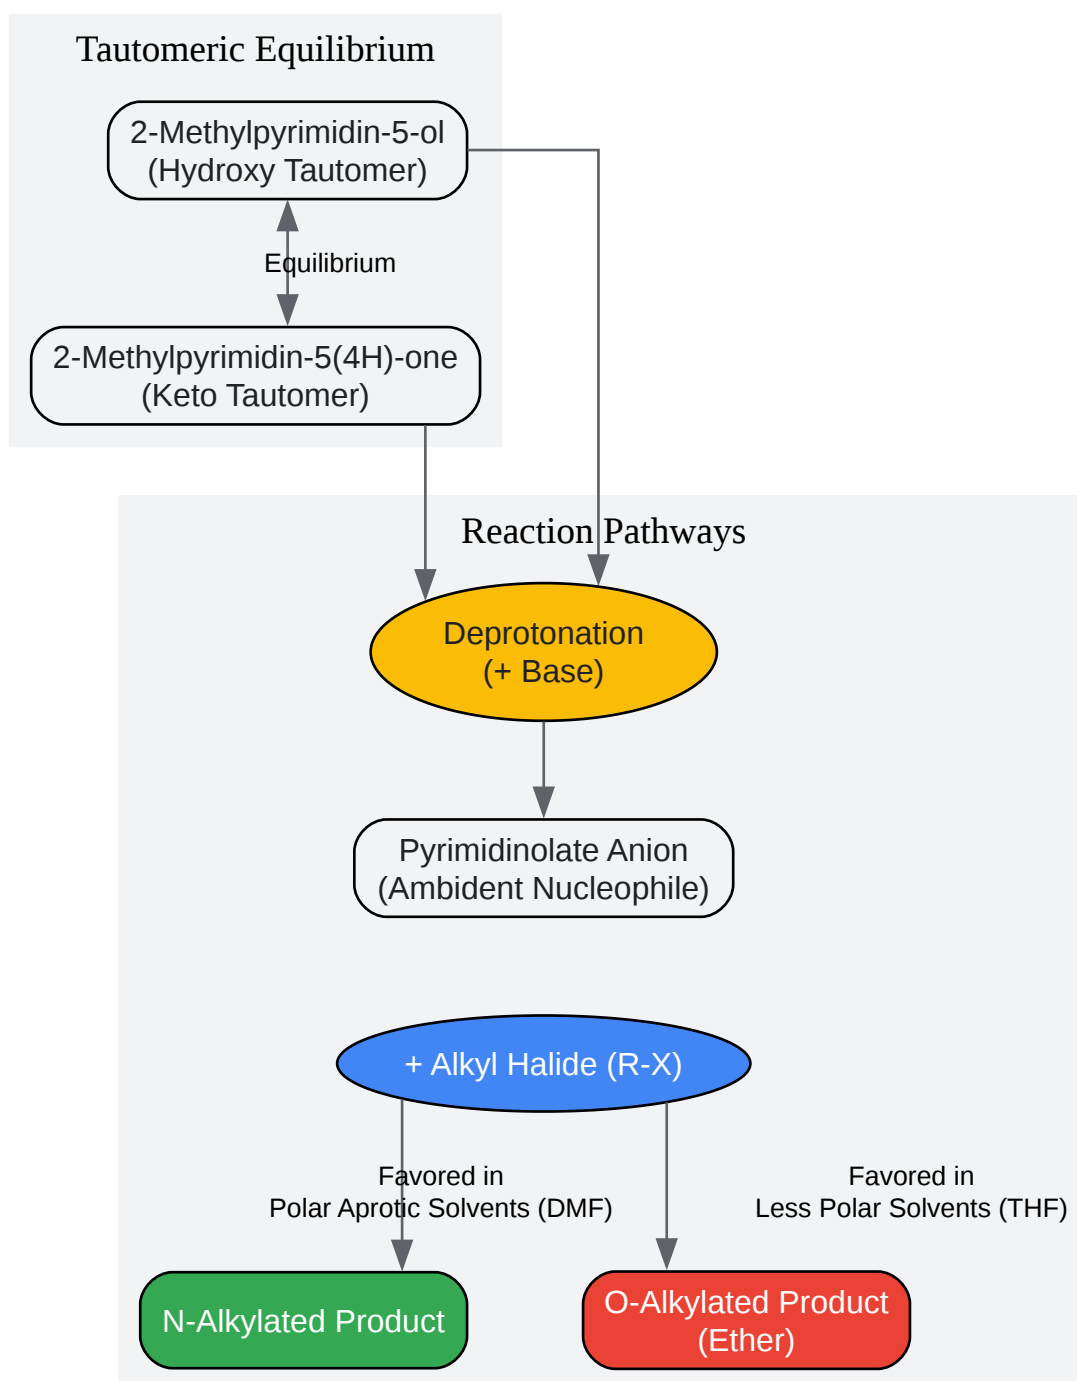 Tautomeric Equilibrium
2-Methylpyrimidin-5-ol
(Hydroxy Tautomer)
Equilibrium
2-Methylpyrimidin-5(4H)-one
(Keto Tautomer)
Reaction Pathways
Deprotonation
(+ Base)
Pyrimidinolate Anion
(Ambident Nucleophile)
+ Alkyl Halide (R-X)
Favored in
Polar Aprotic Solvents (DMF)
Favored in
Less Polar Solvents (THF)
N-Alkylated Product
O-Alkylated Product
(Ether)